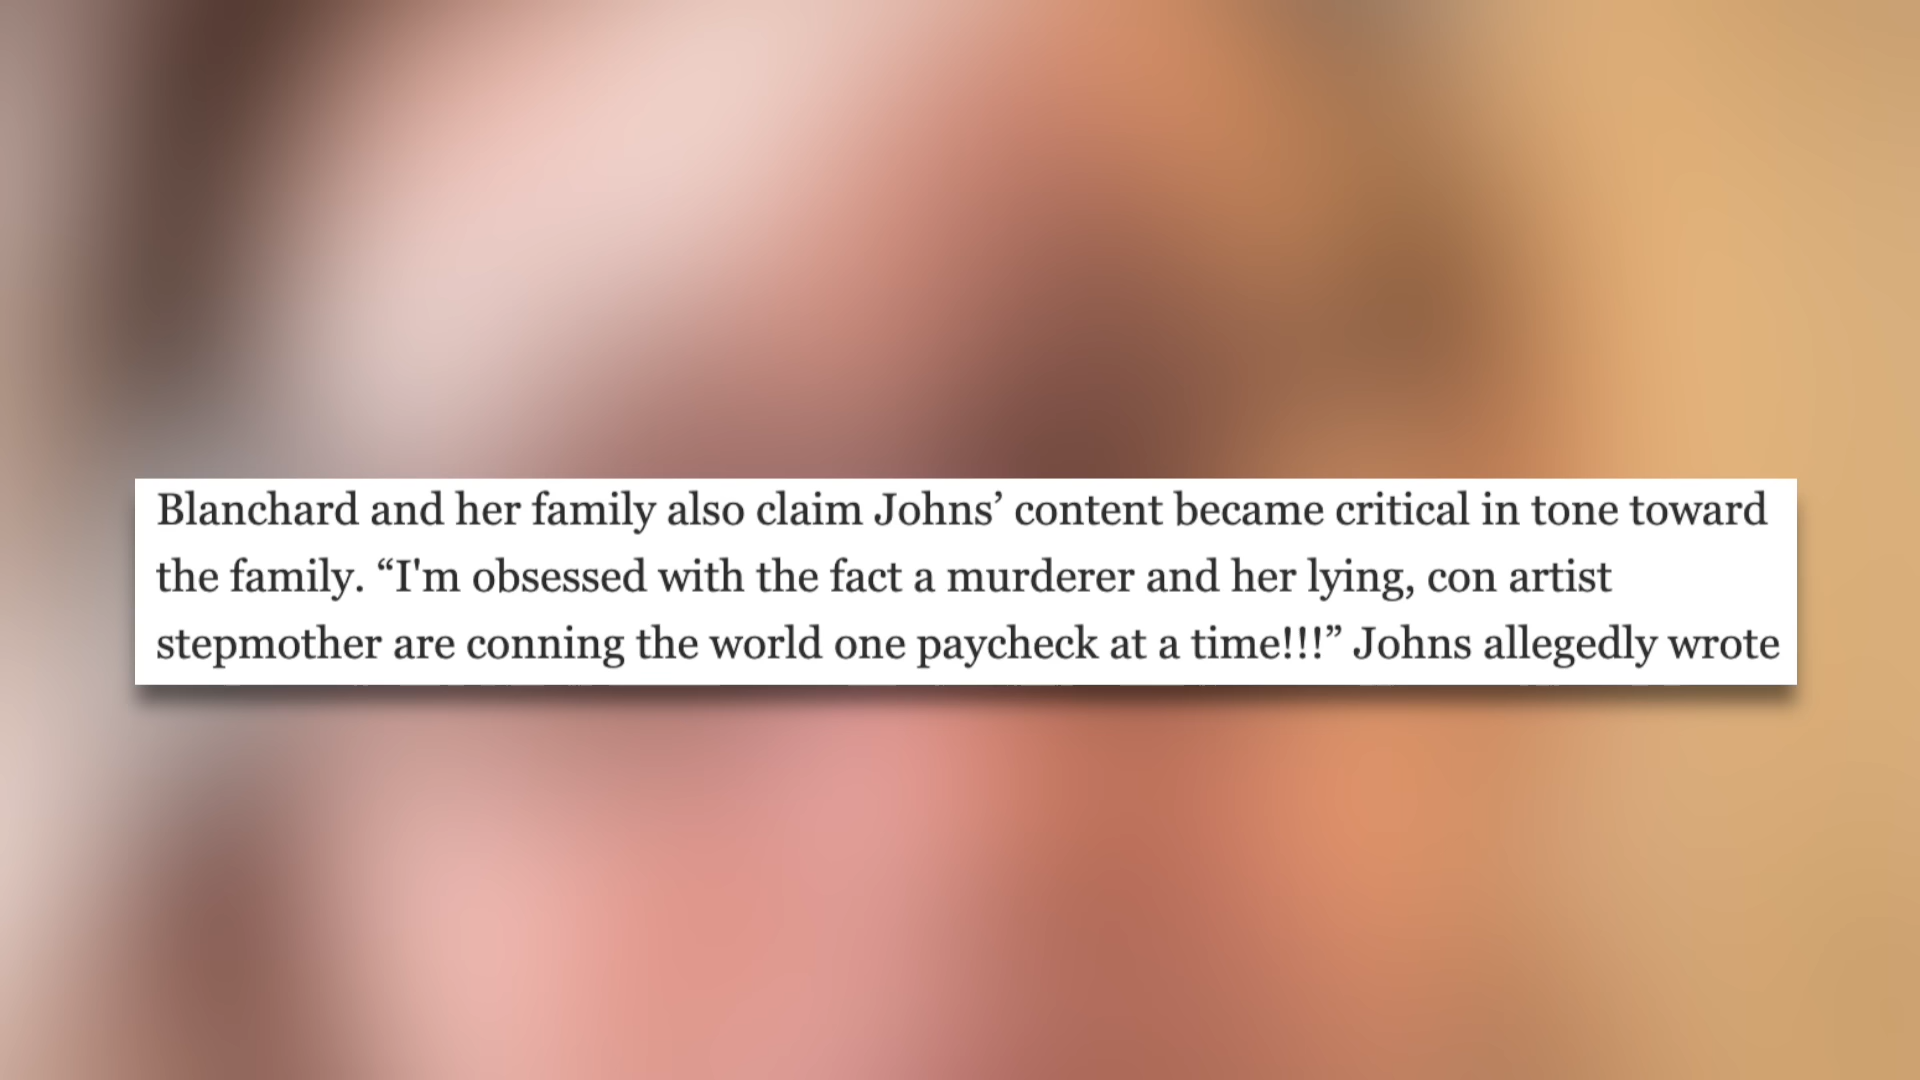 Blanchard and her family also claim Johns’ content became critical in tone toward
the family. “I'm obsessed with the fact a murderer and her lying, con artist
stepmother are conning the world one paycheck at a time!!!” Johns allegedly wrote